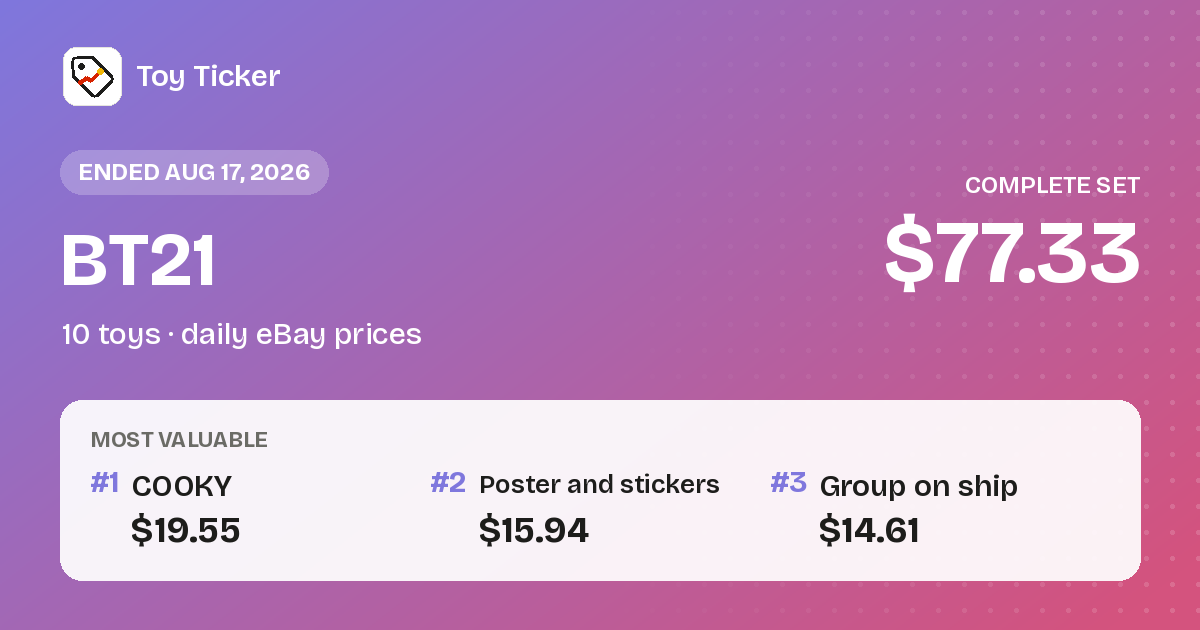 Toy Ticker
ENDED AUG 17, 2026
BT21
10 toys · daily eBay prices
COMPLETE SET
$77.33
MOST VALUABLE
#1 COOKY
$19.55
#2 Poster and stickers
$15.94
#3 Group on ship
$14.61